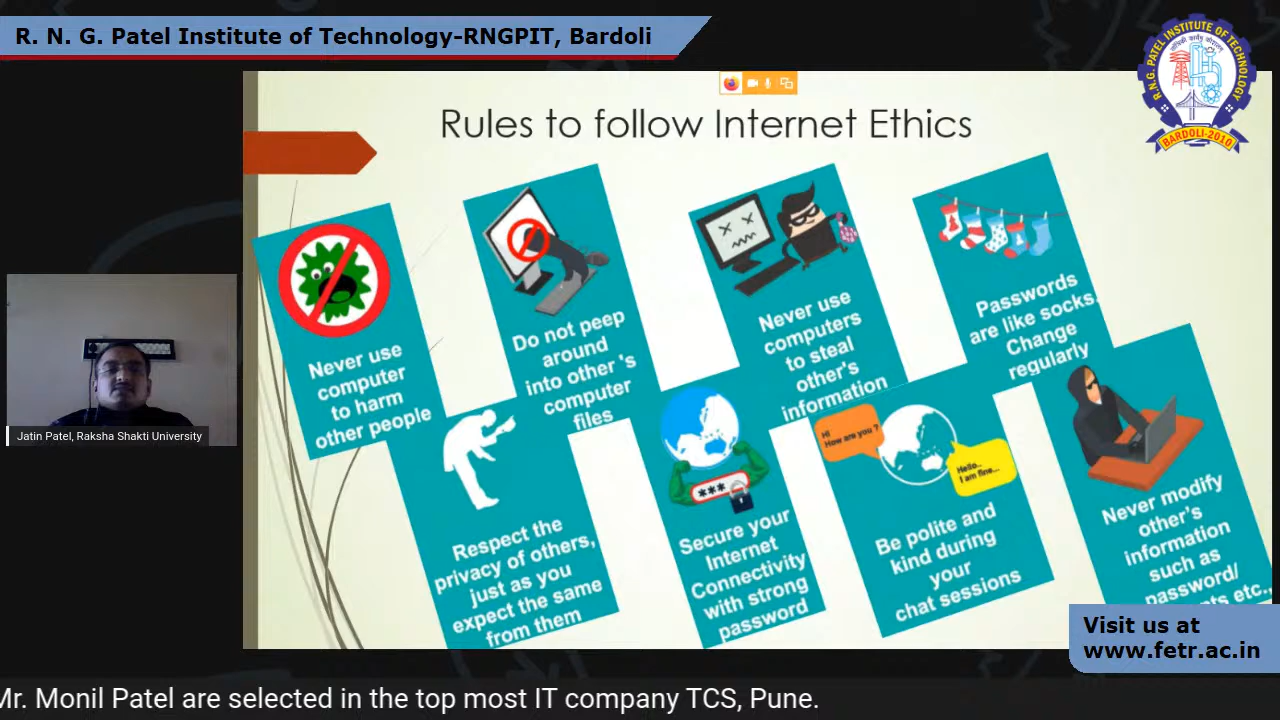 R. N. G. Patel Institute of Technology-RNGPIT, Bardoli
R.N.G. PATEL INSTITUTE OF TECHNOLOGY
BARDOLI-2010
Rules to follow Internet Ethics
Never use
computer
to harm
other people
Do not peep
around
into other 's
computer
files
Never use
computers
to steal
other's
information
Passwords
are like socks.
Change
regularly
Respect the
privacy of others,
just as you
expect the same
from them
***
Secure your
Internet
Connectivity
with strong
password
Hi
How are you ?
Hello..
I am fine...
Be polite and
kind during
your
chat sessions
Never modify
other's
information
such as
password/
etc.,
Jatin Patel, Raksha Shakti University
Visit us at
www.fetr.ac.in
Mr. Monil Patel are selected in the top most IT company TCS, Pune.